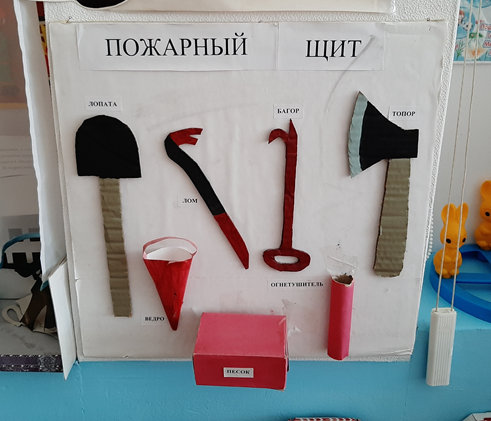 ПОЖАРНЫЙ ЩИТ
ЛОПАТА
БАГОР
ТОПОР
ЛОМ
ОГНЕТУШИТЕЛЬ
ВЕДРО
ПЕСОК